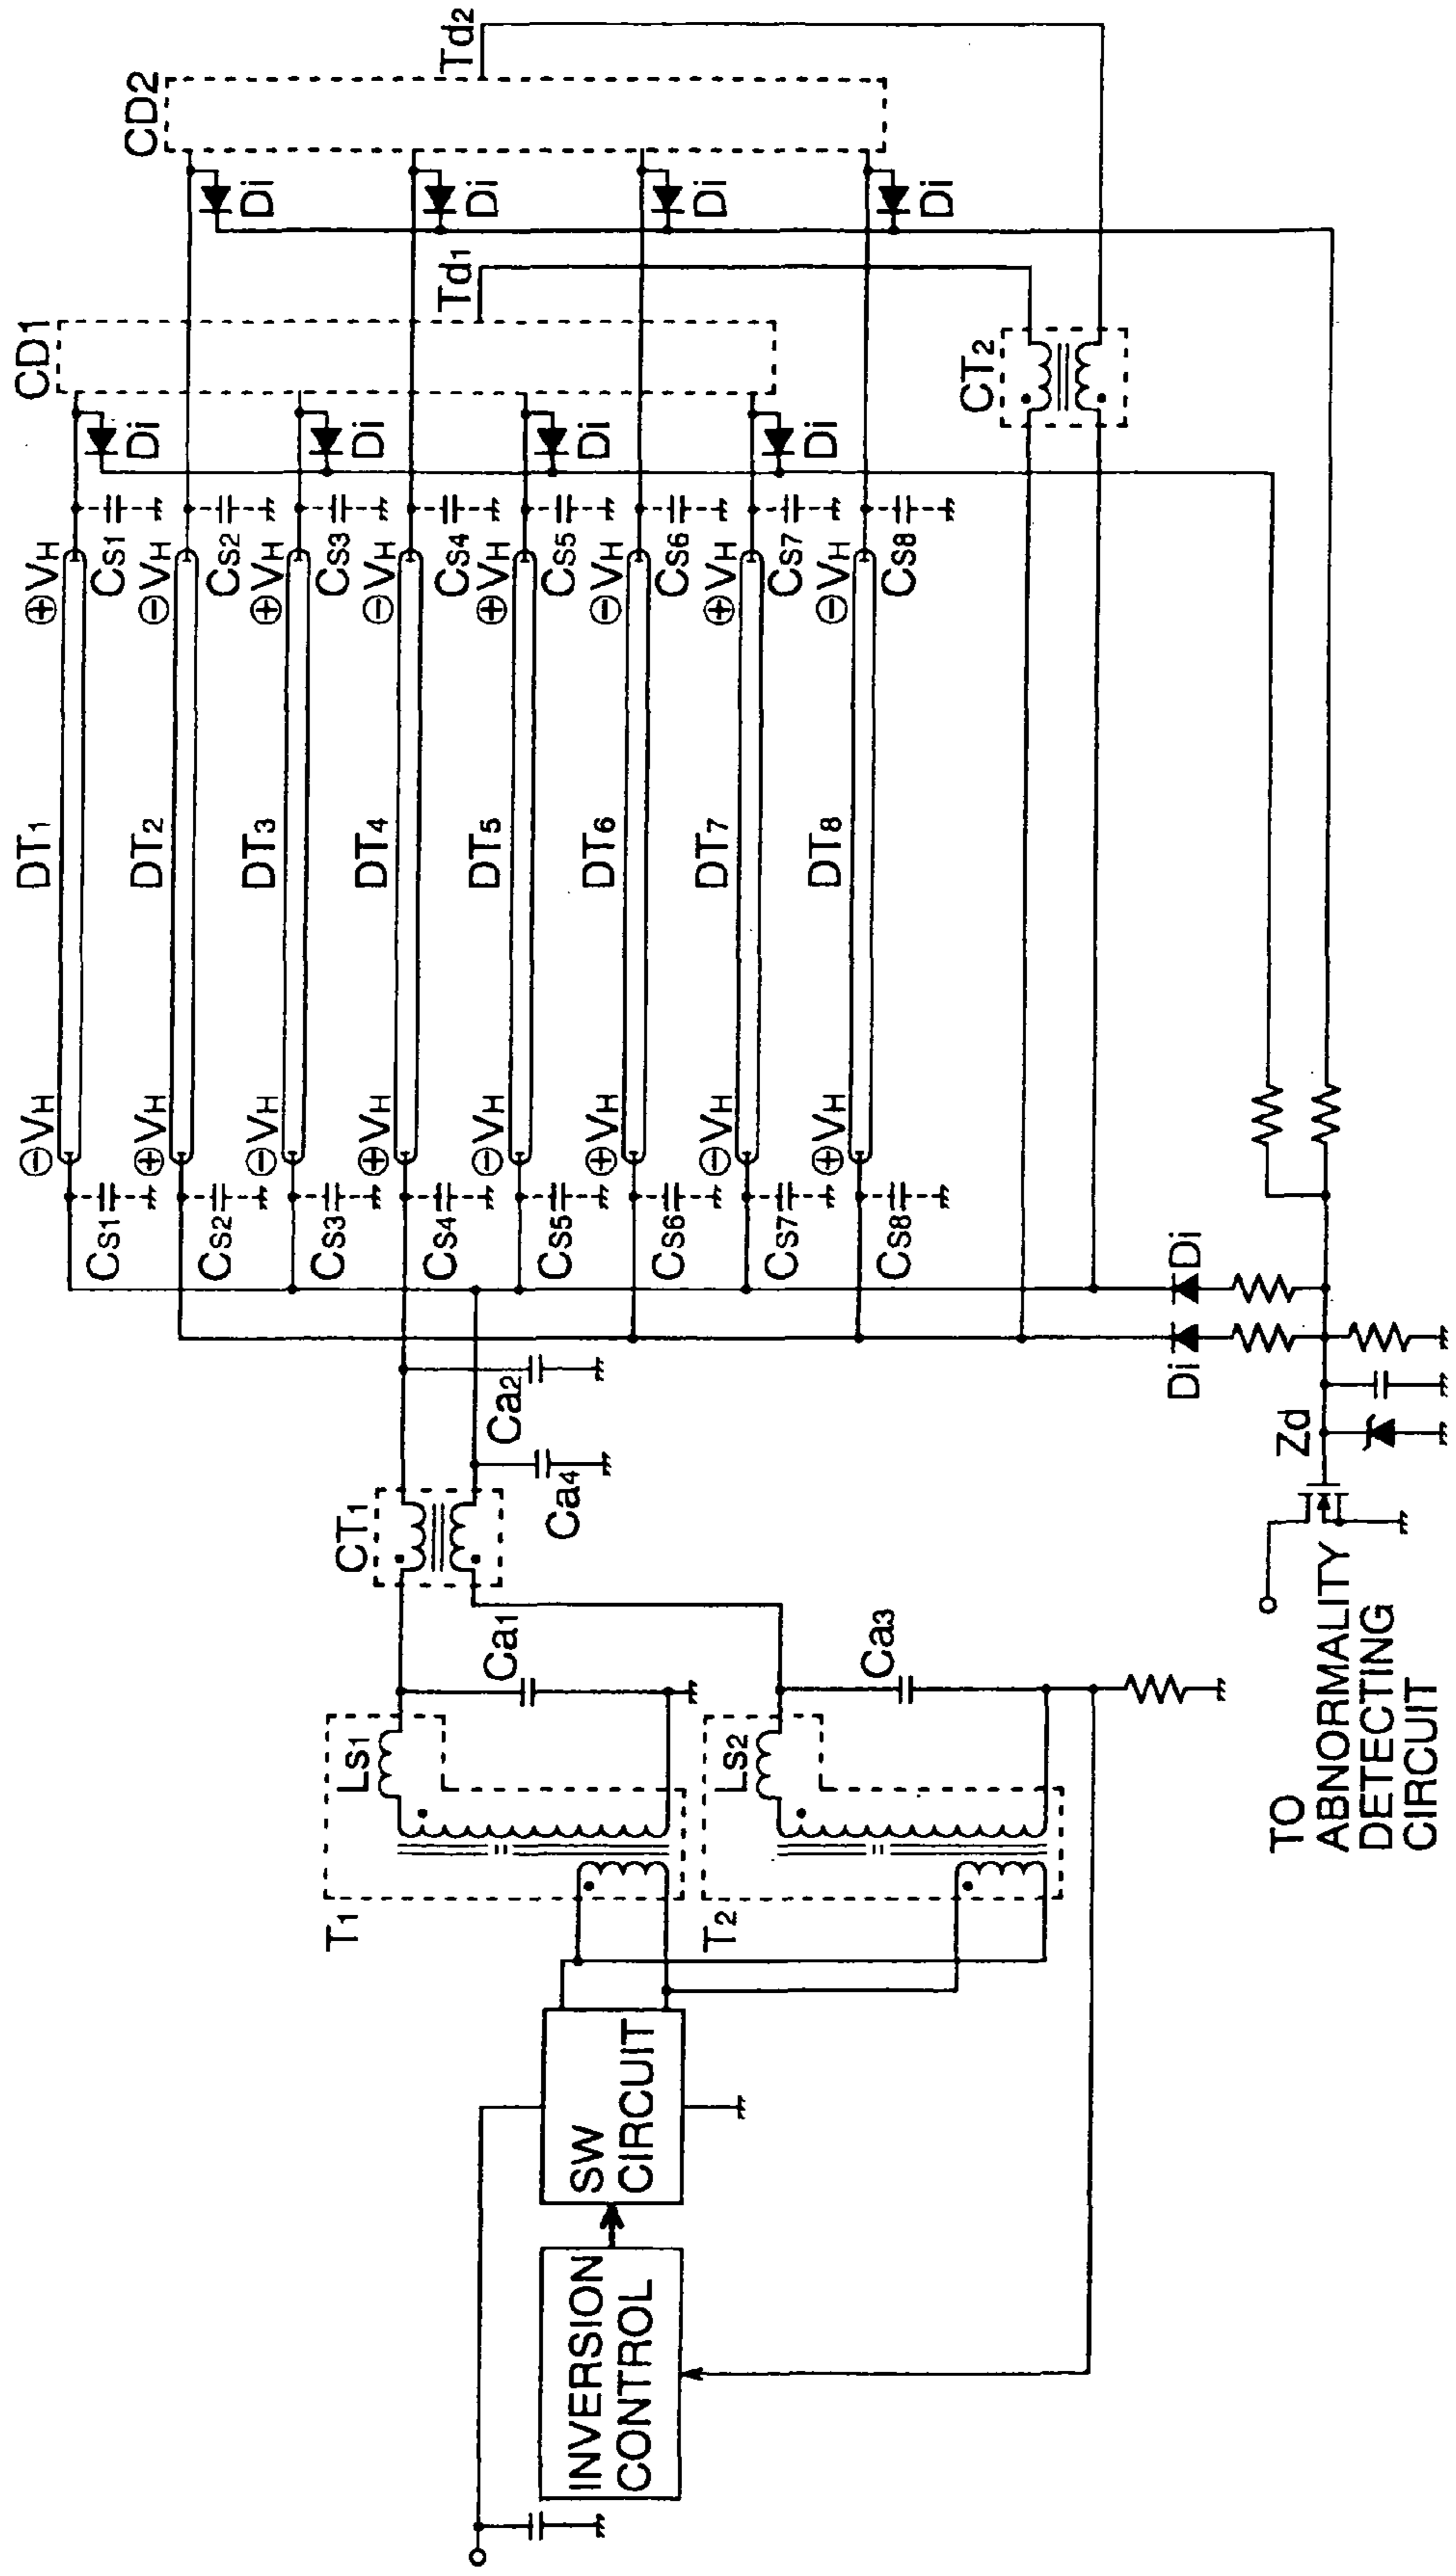 CD2
Td2
Di
Di
Di
Di
CD1
Td1
Di
Di
Di
Di
CT2
⊕VH
CS1
⊖VH
CS2
⊕VH
CS3
⊖VH
CS4
⊕VH
CS5
⊖VH
CS6
⊕VH
CS7
⊖VH
CS8
DT1
DT2
DT3
DT4
DT5
DT6
DT7
DT8
⊖VH
CS1
⊕VH
CS2
⊖VH
CS3
⊕VH
CS4
⊖VH
CS5
⊕VH
CS6
⊖VH
CS7
⊕VH
CS8
Di
Di
Zd
Ca2
Ca4
CT1
Ca1
Ca3
LS1
LS2
T1
T2
TO
ABNORMALITY
DETECTING
CIRCUIT
SW
CIRCUIT
INVERSION
CONTROL